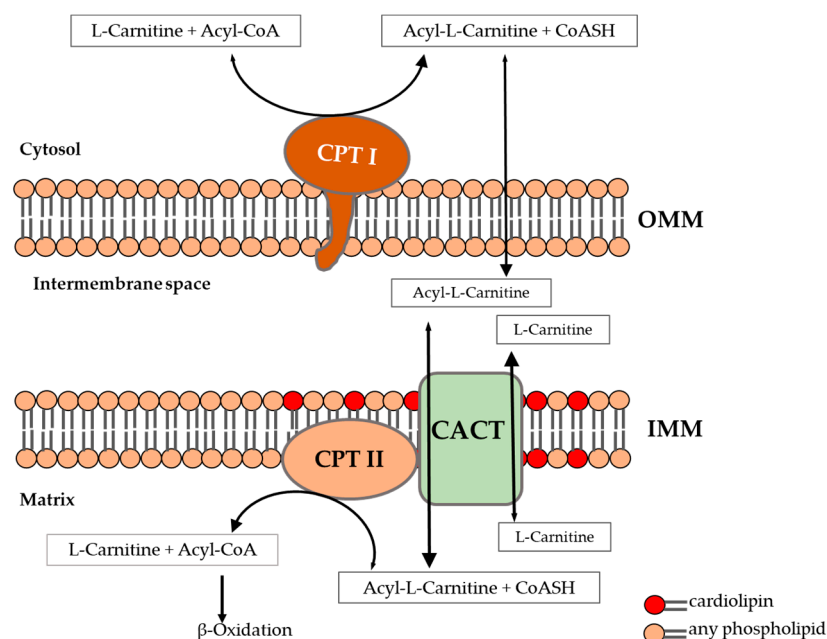 L-Carnitine + Acyl-CoA
Acyl-L-Carnitine + CoASH
CPT I
Cytosol
OMM
Intermembrane space
Acyl-L-Carnitine
L-Carnitine
CACT
IMM
CPT II
Matrix
L-Carnitine
L-Carnitine + Acyl-CoA
Acyl-L-Carnitine + CoASH
cardiolipin
β-Oxidation
any phospholipid